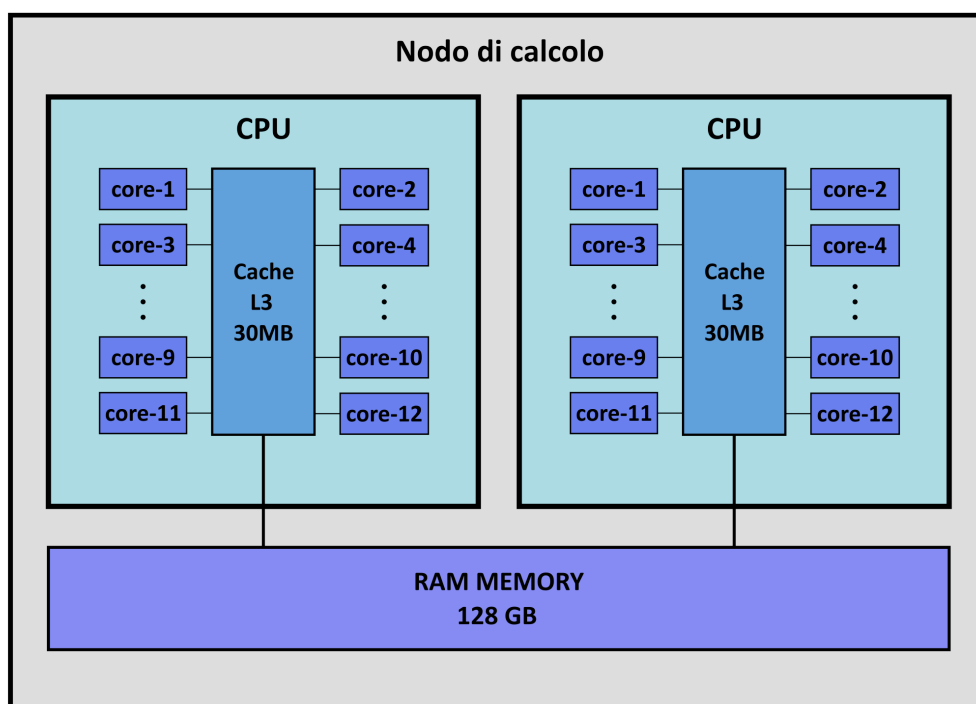 Nodo di calcolo
CPU
core-1
core-2
core-3
core-4
Cache
L3
30MB
core-9
core-10
core-11
core-12
CPU
core-1
core-2
core-3
core-4
Cache
L3
30MB
core-9
core-10
core-11
core-12
RAM MEMORY
128 GB